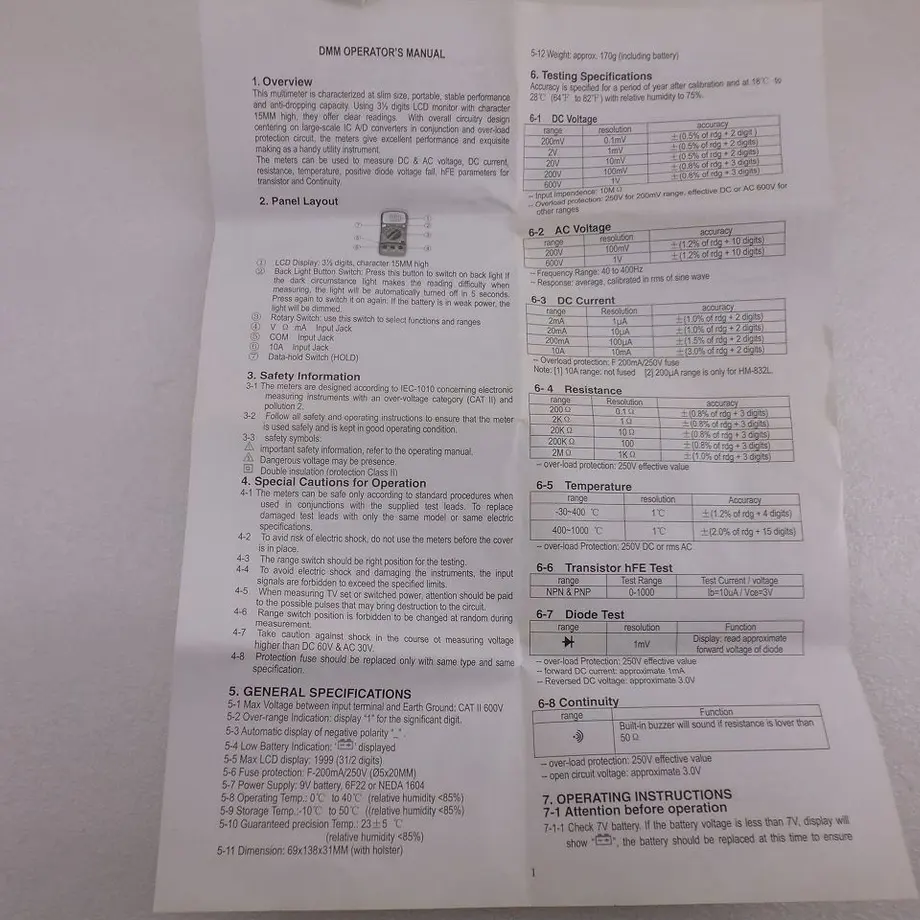 DMM OPERATOR'S MANUAL
1. Overview
This multimeter is characterized at slim size, portable, stable performance
and anti-dropping capacity. Using 3½ digits LCD monitor with character
15MM high, they offer clear readings. With overall circuitry design
centering on large-scale IC A/D converters in conjunction and over-load
protection circuit, the meters give excellent performance and exquisite
making as a handy utility instrument.
The meters can be used to measure DC & AC voltage, DC current,
resistance, temperature, positive diode voltage fall, hFE parameters for
transistor and Continuity.
2. Panel Layout
① LCD Display: 3½ digits, character 15MM high
② Back Light Button Switch: Press this button to switch on back light If
the dark circumstance light makes the reading difficulty when
measuring, the light will be automatically turned off in 5 seconds.
Press again to switch it on again. If the battery is in weak power, the
light will be dimmed.
③ Rotary Switch: use this switch to select functions and ranges
④ V Ω mA Input Jack
⑤ COM Input Jack
⑥ 10A Input Jack
⑦ Data-hold Switch (HOLD)
3. Safety Information
3-1 The meters are designed according to IEC-1010 concerning electronic
measuring instruments with an over-voltage category (CAT II) and
pollution 2.
3-2 Follow all safety and operating instructions to ensure that the meter
is used safely and is kept in good operating condition.
3-3 safety symbols:
Important safety information, refer to the operating manual.
Dangerous voltage may be presence.
Double insulation (protection Class II)
4. Special Cautions for Operation
4-1 The meters can be safe only according to standard procedures when
used in conjunctions with the supplied test leads. To replace
damaged test leads with only the same model or same electric
specifications.
4-2 To avid risk of electric shock, do not use the meters before the cover
is in place.
4-3 The range switch should be right position for the testing.
4-4 To avoid electric shock and damaging the instruments, the input
signals are forbidden to exceed the specified limits.
4-5 When measuring TV set or switched power, attention should be paid
to the possible pulses that may bring destruction to the circuit.
4-6 Range switch position is forbidden to be changed at random during
measurement.
4-7 Take caution against shock in the course of measuring voltage
higher than DC 60V & AC 30V.
4-8 Protection fuse should be replaced only with same type and same
specification.
5. GENERAL SPECIFICATIONS
5-1 Max Voltage between input terminal and Earth Ground: CAT II 600V
5-2 Over-range Indication: display "1" for the significant digit.
5-3 Automatic display of negative polarity "_" .
5-4 Low Battery Indication: " " displayed
5-5 Max LCD display: 1999 (31/2 digits)
5-6 Fuse protection: F-200mA/250V (Ø5x20MM)
5-7 Power Supply: 9V battery, 6F22 or NEDA 1604
5-8 Operating Temp.: 0℃ to 40℃ (relative humidity <85%)
5-9 Storage Temp.:-10℃ to 50℃ ((relative humidity <85%)
5-10 Guaranteed precision Temp.: 23±5 ℃
(relative humidity <85%)
5-11 Dimension: 69x138x31MM (with holster)
5-12 Weight: approx. 170g (including battery)
6. Testing Specifications
Accuracy is specified for a period of year after calibration and at 18℃ to
28℃ (64℉ to 82℉) with relative humidity to 75%.
6-1 DC Voltage
range resolution accuracy
200mV 0.1mV ±(0.5% of rdg + 2 digit )
2V 1mV ±(0.5% of rdg + 2 digits)
20V 10mV ±(0.5% of rdg + 2 digits)
200V 100mV ±(0.8% of rdg + 3 digits)
600V 1V ±(0.8% of rdg + 3 digits)
– Input Impendence: 10MΩ
– Overload protection: 250V for 200mV range, effective DC or AC 600V for
other ranges
6-2 AC Voltage
range resolution accuracy
200V 100mV ±(1.2% of rdg + 10 digits)
600V 1V ±(1.2% of rdg + 10 digits)
– Frequency Range: 40 to 400Hz
– Response: average, calibrated in rms of sine wave
6-3 DC Current
range Resolution accuracy
2mA 1μA ±(1.0% of rdg + 2 digits)
20mA 10μA ±(1.0% of rdg + 2 digits)
200mA 100μA ±(1.5% of rdg + 2 digits)
10A 10mA ±(3.0% of rdg + 2 digits)
– Overload protection: F 200mA/250V fuse
Note: [1] 10A range: not fused [2] 200μA range is only for HM-832L.
6- 4 Resistance
range Resolution accuracy
200Ω 0.1Ω ±(0.8% of rdg + 3 digits)
2KΩ 1Ω ±(0.8% of rdg + 3 digits)
20KΩ 10Ω ±(0.8% of rdg + 3 digits)
200KΩ 100 ±(0.8% of rdg + 3 digits)
2MΩ 1KΩ ±(1.0% of rdg + 3 digits)
– over-load protection: 250V effective value
6-5 Temperature
range resolution Accuracy
-30~400 ℃ 1℃ ±(1.2% of rdg + 4 digits)
400~1000 ℃ 1℃ ±(2.0% of rdg + 15 digits)
– over-load Protection: 250V DC or rms AC
6-6 Transistor hFE Test
range Test Range Test Current / voltage
NPN & PNP 0-1000 Ib=10uA / Vce=3V
6-7 Diode Test
range resolution Function
1mV Display: read approximate
forward voltage of diode
– over-load Protection: 250V effective value
– forward DC current: approximate 1mA
– Reversed DC voltage: approximate 3.0V
6-8 Continuity
range Function
Built-in buzzer will sound if resistance is lover than
50Ω
– over-load protection: 250V effective value
– open circuit voltage: approximate 3.0V
7. OPERATING INSTRUCTIONS
7-1 Attention before operation
7-1-1 Check 7V battery. If the battery voltage is less than 7V, display will
show " ", the battery should be replaced at this time to ensure
1